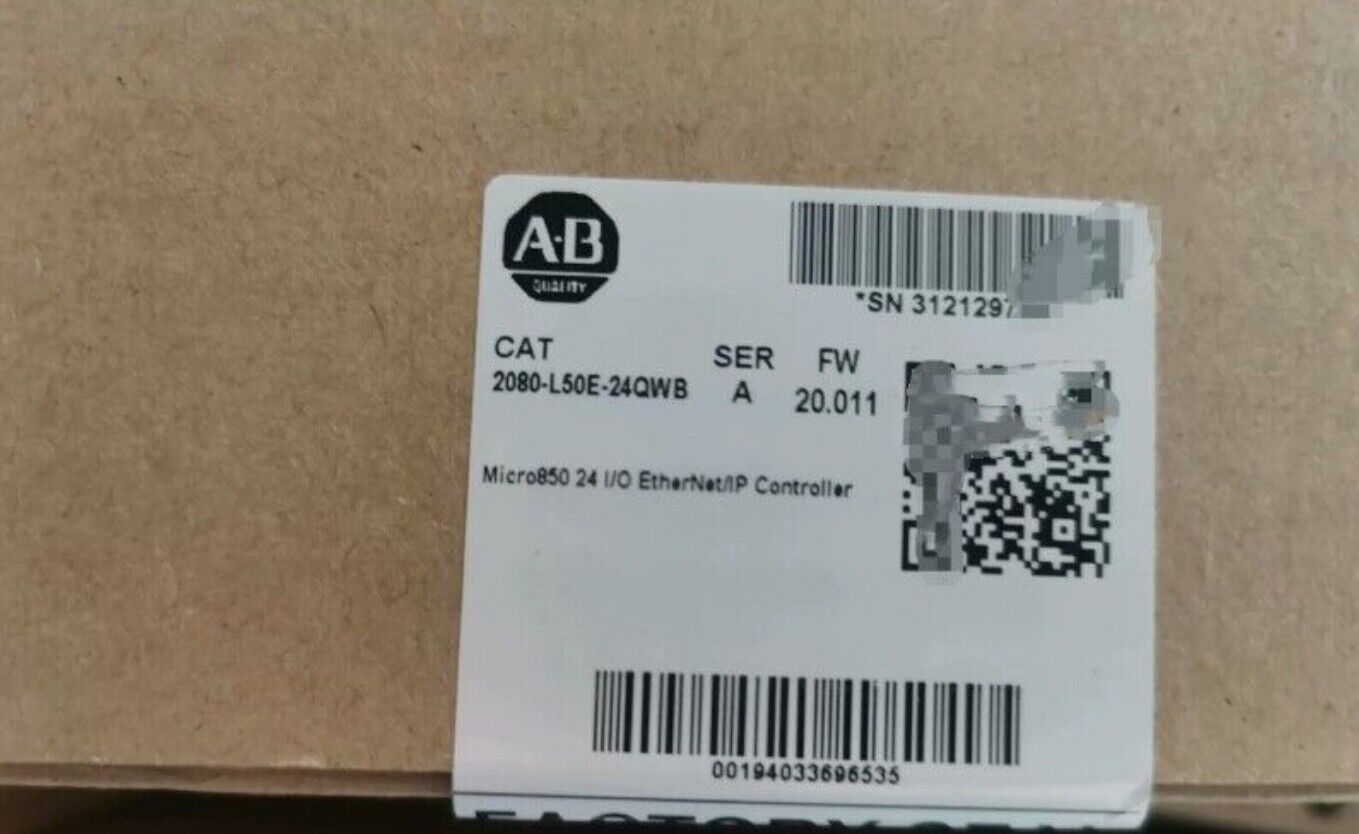 A·B
QUALITY
*SN 3121297
CAT SER FW
2080-L50E-24QWB A 20.011
Micro850 24 I/O EtherNet/IP Controller
00194033696535